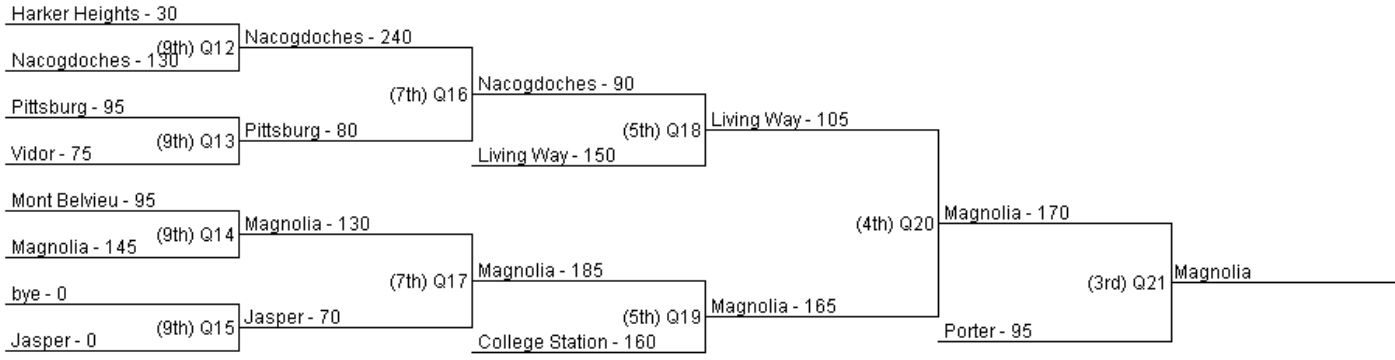 Harker Heights - 30
(9th) Q12
Nacogdoches - 130
Nacogdoches - 240
(7th) Q16
Pittsburg - 95
(9th) Q13
Vidor - 75
Pittsburg - 80
Nacogdoches - 90
(5th) Q18
Living Way - 150
Living Way - 105
Mont Belvieu - 95
(9th) Q14
Magnolia - 145
Magnolia - 130
(7th) Q17
bye - 0
(9th) Q15
Jasper - 0
Jasper - 70
Magnolia - 185
(5th) Q19
College Station - 160
Magnolia - 165
(4th) Q20
Magnolia - 170
(3rd) Q21
Porter - 95
Magnolia